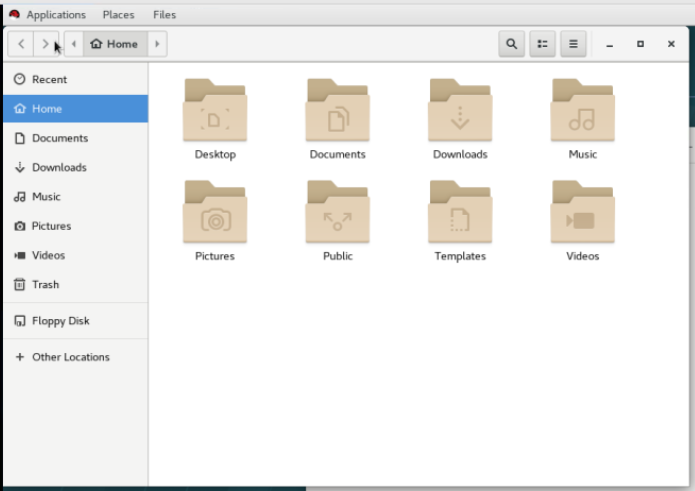 Applications Places Files
Home
Recent
Home
Documents
Downloads
Music
Pictures
Videos
Trash
Floppy Disk
+ Other Locations
Desktop Documents Downloads Music
Pictures Public Templates Videos